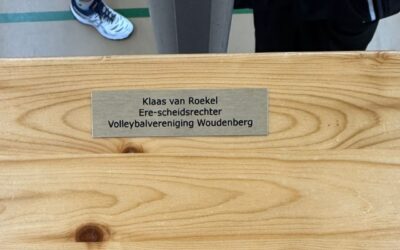 Klaas van Roekel
Ere-scheidsrechter
Volleybalvereniging Woudenberg